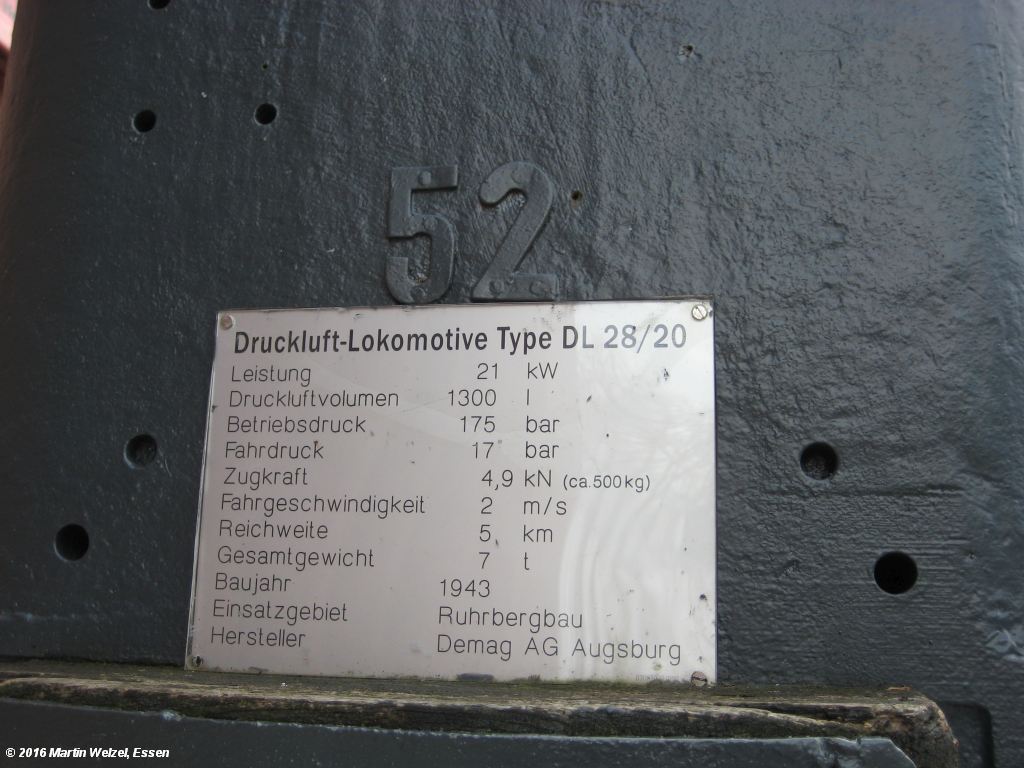 52
Druckluft-Lokomotive Type DL 28/20
Leistung 21 kW
Druckluftvolumen 1300 l
Betriebsdruck 175 bar
Fahrdruck 17 bar
Zugkraft 4,9 kN (ca.500kg)
Fahrgeschwindigkeit 2 m/s
Reichweite 5 km
Gesamtgewicht 7 t
Baujahr 1943
Einsatzgebiet Ruhrbergbau
Hersteller Demag AG Augsburg
© 2016 Martin Welzel, Essen